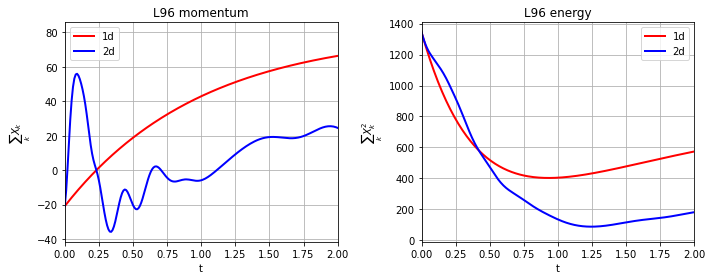 L96 momentum
80
60
40
20
0
−20
−40
0.00 0.25 0.50 0.75 1.00 1.25 1.50 1.75 2.00
t
∑ X_k
k
1d
2d
L96 energy
1400
1200
1000
800
600
400
200
0
0.00 0.25 0.50 0.75 1.00 1.25 1.50 1.75 2.00
t
∑ X_k^2
k
1d
2d